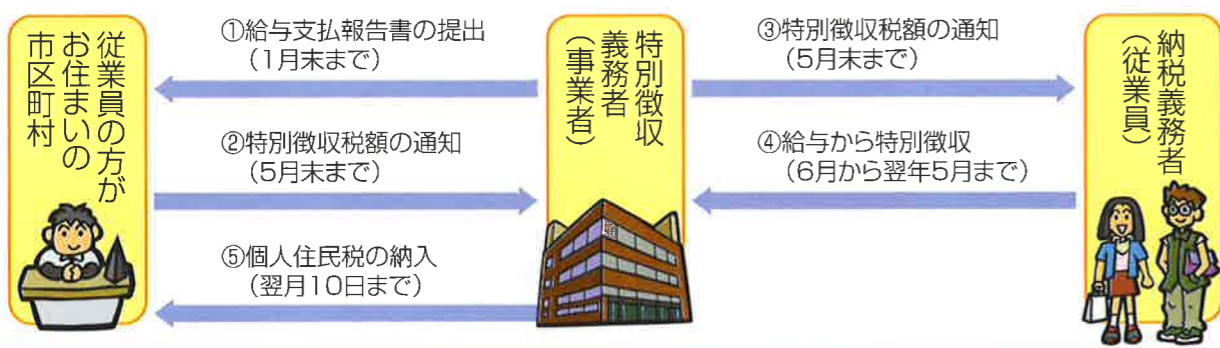 従業員の方が
お住まいの
市区町村
①給与支払報告書の提出
（1月末まで）
②特別徴収税額の通知
（5月末まで）
⑤個人住民税の納入
（翌月10日まで）
特別徴収
義務者
（事業者）
③特別徴収税額の通知
（5月末まで）
④給与から特別徴収
（6月から翌年5月まで）
納税義務者
（従業員）